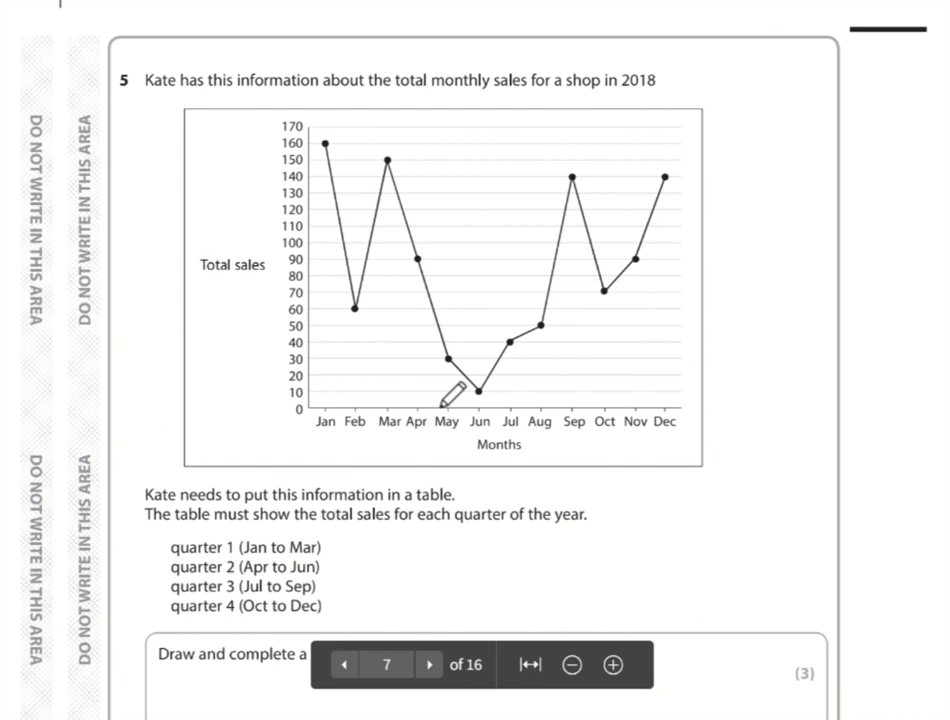 5 Kate has this information about the total monthly sales for a shop in 2018
170
160
150
140
130
120
110
100
90
80
70
60
50
40
30
20
10
0
Total sales
Jan Feb Mar Apr May Jun Jul Aug Sep Oct Nov Dec
Months
Kate needs to put this information in a table.
The table must show the total sales for each quarter of the year.
quarter 1 (Jan to Mar)
quarter 2 (Apr to Jun)
quarter 3 (Jul to Sep)
quarter 4 (Oct to Dec)
Draw and complete a
(3)
7 of 16
DO NOT WRITE IN THIS AREA
DO NOT WRITE IN THIS AREA
DO NOT WRITE IN THIS AREA
DO NOT WRITE IN THIS AREA